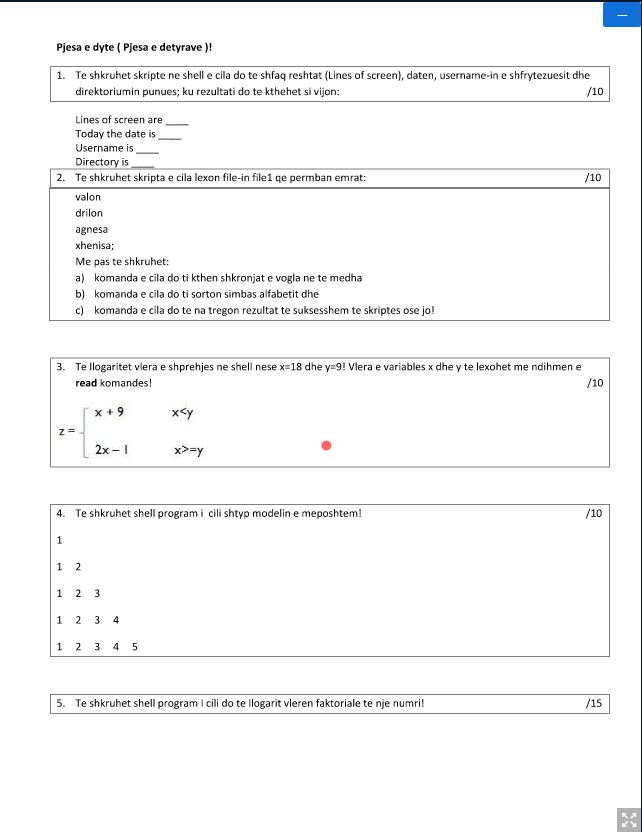 Pjesa e dyte ( Pjesa e detyrave )!
1. Te shkruhet skripte ne shell e cila do te shfaq reshtat (Lines of screen), daten, username-in e shfrytezuesit dhe
direktoriumin punues; ku rezultati do te kthehet si vijon: /10
Lines of screen are ____
Today the date is ____
Username is ____
Directory is ____
2. Te shkruhet skripta e cila lexon file-in file1 qe permban emrat: /10
valon
drilon
agnesa
xhenisa;
Me pas te shkruhet:
a) komanda e cila do ti kthen shkronjat e vogla ne te medha
b) komanda e cila do ti sorton simbas alfabetit dhe
c) komanda e cila do te na tregon rezultat te suksesshem te skriptes ose jo!
3. Te llogaritet vlera e shprehjes ne shell nese x=18 dhe y=9! Vlera e variables x dhe y te lexohet me ndihmen e
read komandes! /10
x + 9 x<y
z =
2x – 1 x>=y
4. Te shkruhet shell program i cili shtyp modelin e meposhtem! /10
1
1 2
1 2 3
1 2 3 4
1 2 3 4 5
5. Te shkruhet shell program I cili do te llogarit vleren faktoriale te nje numri! /15